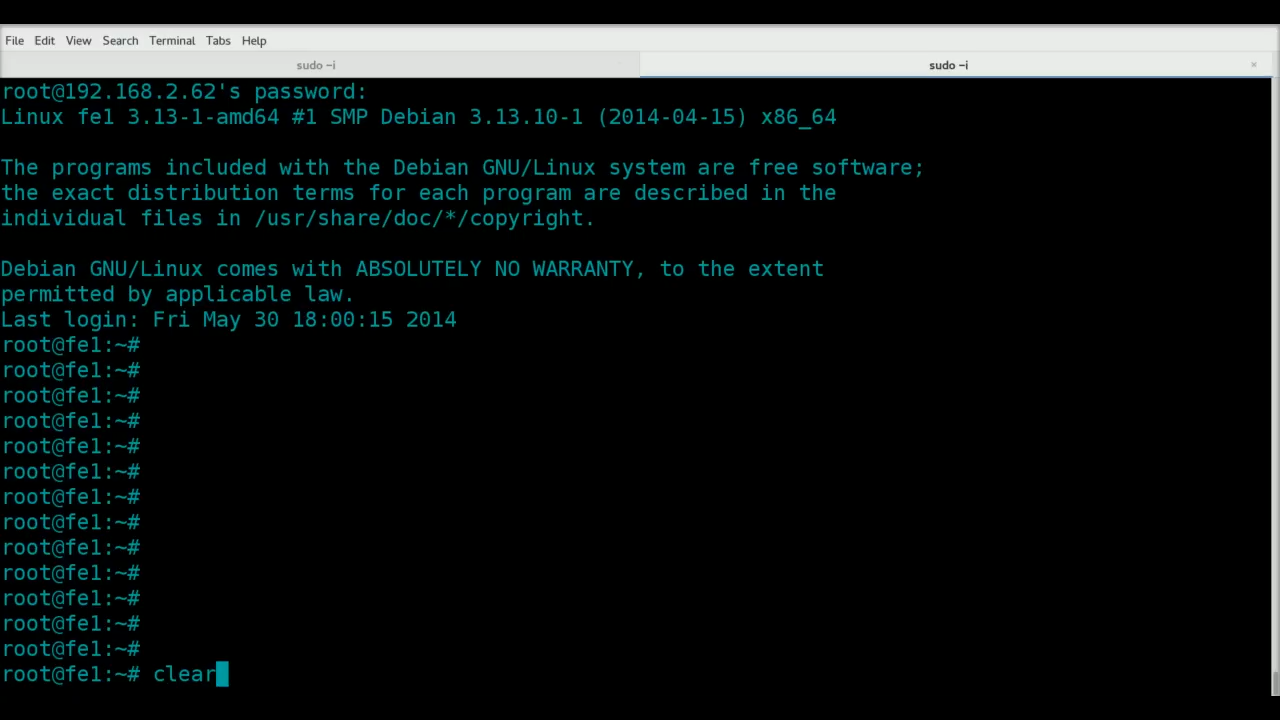 File Edit View Search Terminal Tabs Help
sudo -i sudo -i ×
root@192.168.2.62's password:
Linux fe1 3.13-1-amd64 #1 SMP Debian 3.13.10-1 (2014-04-15) x86_64
The programs included with the Debian GNU/Linux system are free software;
the exact distribution terms for each program are described in the
individual files in /usr/share/doc/*/copyright.
Debian GNU/Linux comes with ABSOLUTELY NO WARRANTY, to the extent
permitted by applicable law.
Last login: Fri May 30 18:00:15 2014
root@fe1:~#
root@fe1:~#
root@fe1:~#
root@fe1:~#
root@fe1:~#
root@fe1:~#
root@fe1:~#
root@fe1:~#
root@fe1:~#
root@fe1:~#
root@fe1:~#
root@fe1:~#
root@fe1:~#
root@fe1:~# clear